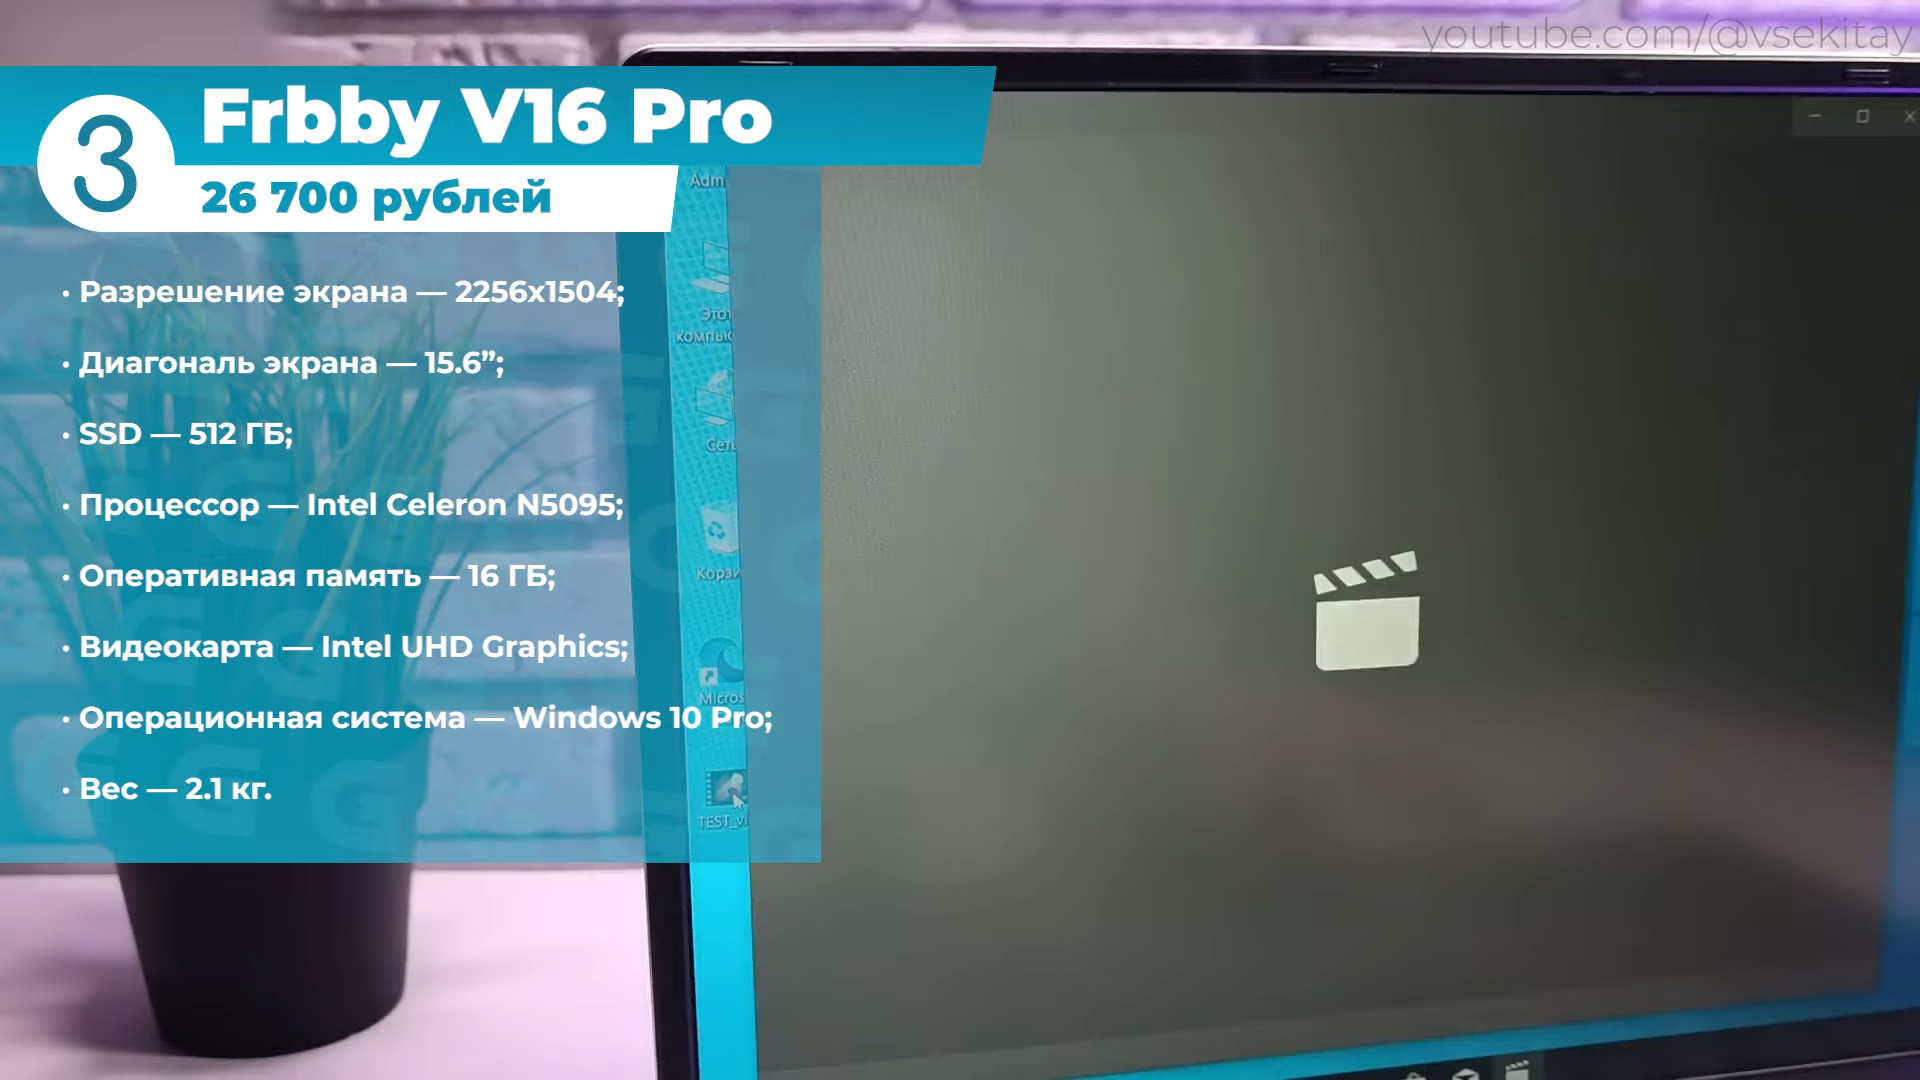 youtube.com/@vsekitay
3
Frbby V16 Pro
26 700 рублей
• Разрешение экрана — 2256x1504;
• Диагональ экрана — 15.6”;
• SSD — 512 ГБ;
• Процессор — Intel Celeron N5095;
• Оперативная память — 16 ГБ;
• Видеокарта — Intel UHD Graphics;
• Операционная система — Windows 10 Pro;
• Вес — 2.1 кг.
Adm